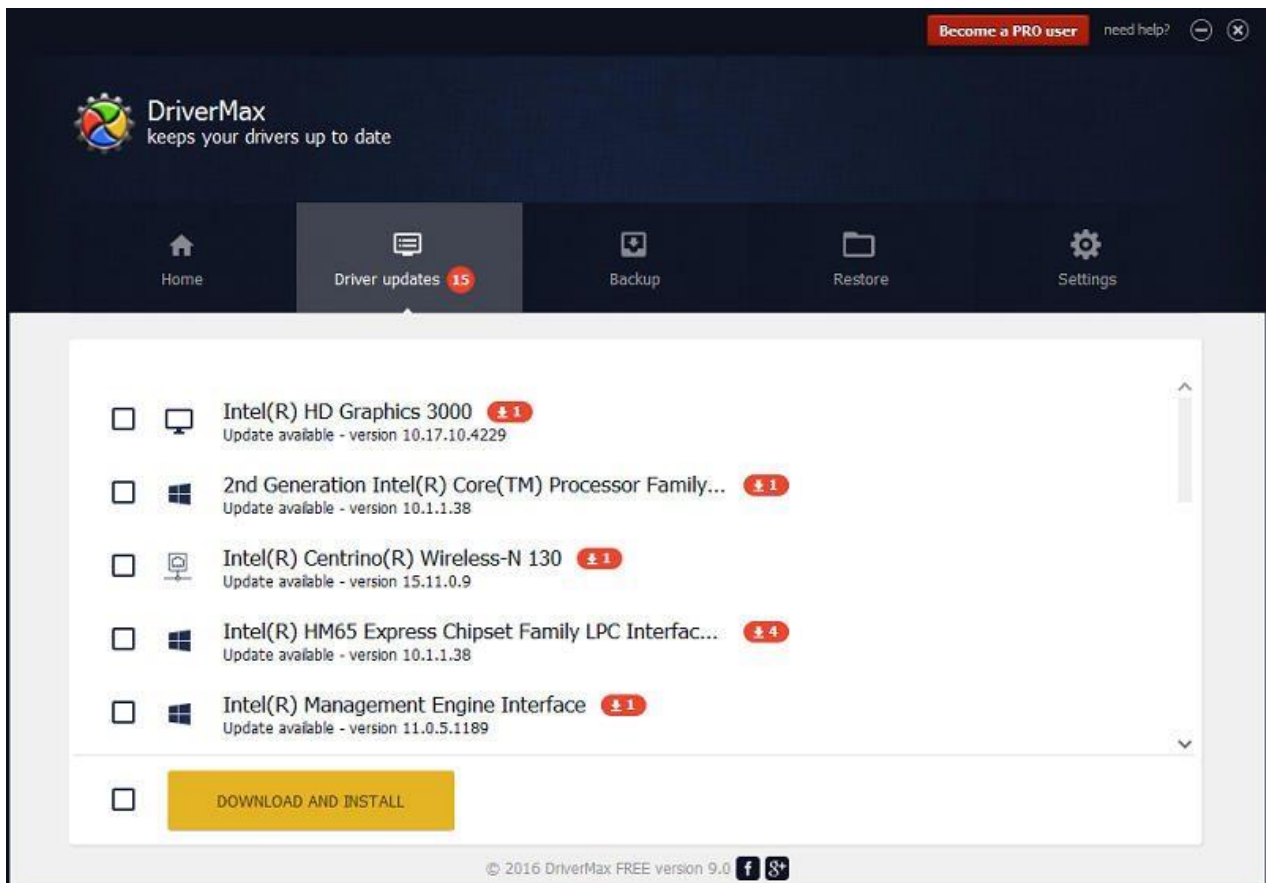 Become a PRO user need help?
DriverMax
keeps your drivers up to date
Home
Driver updates 15
Backup
Restore
Settings
Intel(R) HD Graphics 3000 1
Update available - version 10.17.10.4229
2nd Generation Intel(R) Core(TM) Processor Family... 1
Update available - version 10.1.1.38
Intel(R) Centrino(R) Wireless-N 130 1
Update available - version 15.11.0.9
Intel(R) HM65 Express Chipset Family LPC Interfac... 4
Update available - version 10.1.1.38
Intel(R) Management Engine Interface 1
Update available - version 11.0.5.1189
DOWNLOAD AND INSTALL
© 2016 DriverMax FREE version 9.0 f g+